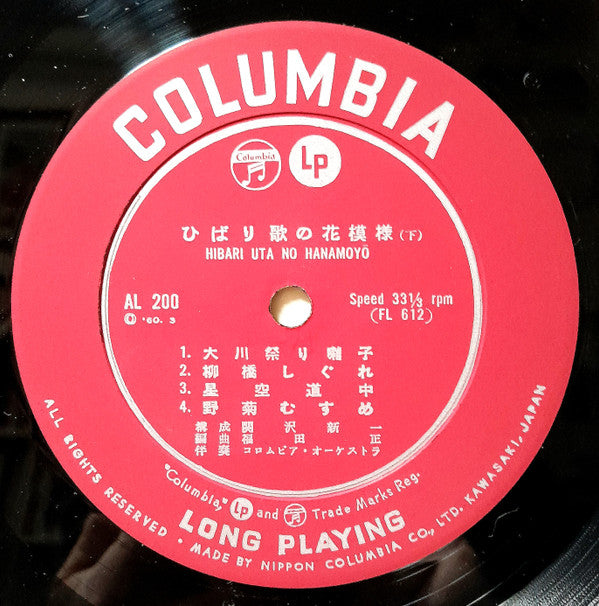 COLUMBIA
Columbia Lp
ひばり歌の花模様(下)
HIBARI UTA NO HANAMOYŌ
AL 200 Speed 33⅓ rpm
Ⓞ '60. 3 (FL 612)
1. 大川祭り囃子
2. 柳橋しぐれ
3. 星空道中
4. 野菊むすめ
構成 関沢新一
編曲 福田正
伴奏 コロムビア・オーケストラ
"Columbia," Lp and Trade Marks Reg.
LONG PLAYING
ALL RIGHTS RESERVED • MADE BY NIPPON COLUMBIA CO., LTD. KAWASAKI, JAPAN